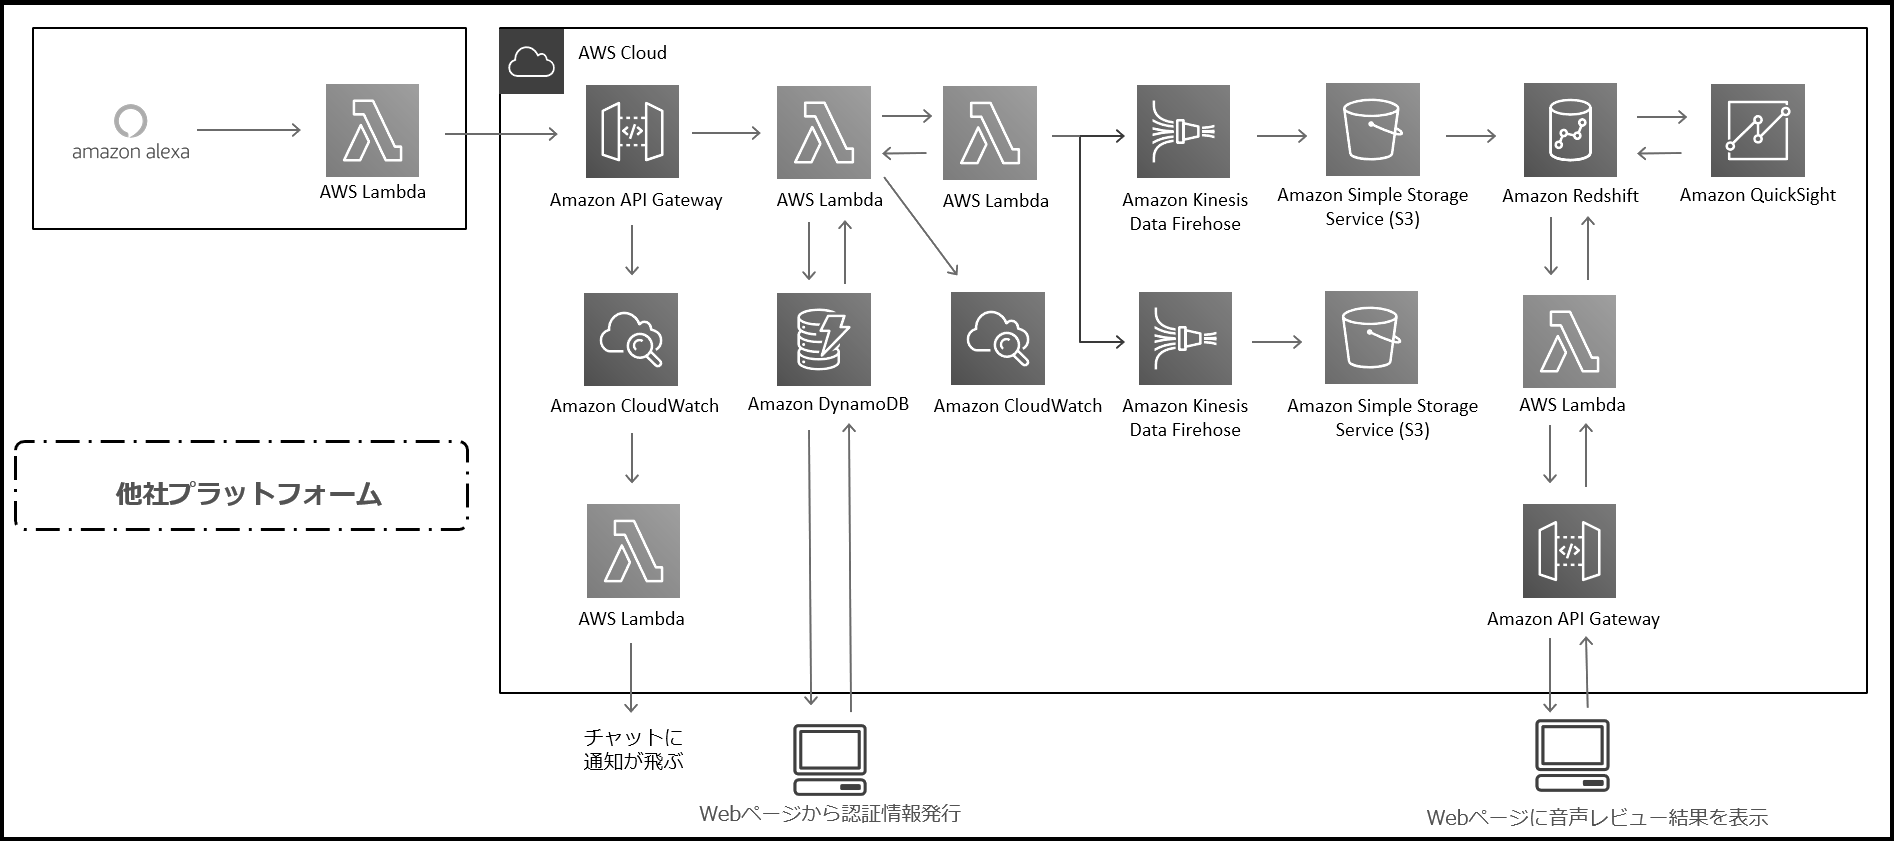 AWS Cloud
amazon alexa
AWS Lambda
Amazon API Gateway
AWS Lambda
AWS Lambda
Amazon Kinesis
Data Firehose
Amazon Simple Storage
Service (S3)
Amazon Redshift
Amazon QuickSight
Amazon CloudWatch
Amazon DynamoDB
Amazon CloudWatch
Amazon Kinesis
Data Firehose
Amazon Simple Storage
Service (S3)
AWS Lambda
他社プラットフォーム
AWS Lambda
Amazon API Gateway
チャットに
通知が飛ぶ
Webページから認証情報発行
Webページに音声レビュー結果を表示